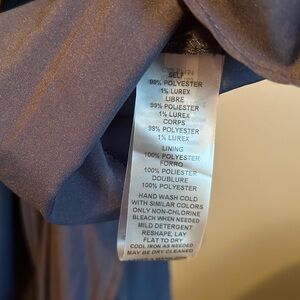 SELF
99% POLYESTER
1% LUREX
LIBRE
99% POLIESTER
1% LUREX
CORPS
99% POLYESTER
1% LUREX
LINING
100% POLYESTER
FORRO
100% POLIESTER
DOUBLURE
100% POLYESTER
HAND WASH COLD
WITH SIMILAR COLORS
ONLY NON-CHLORINE
BLEACH WHEN NEEDED
MILD DETERGENT
RESHAPE, LAY
FLAT TO DRY
COOL IRON AS NEEDED
MAY BE DRY CLEANED